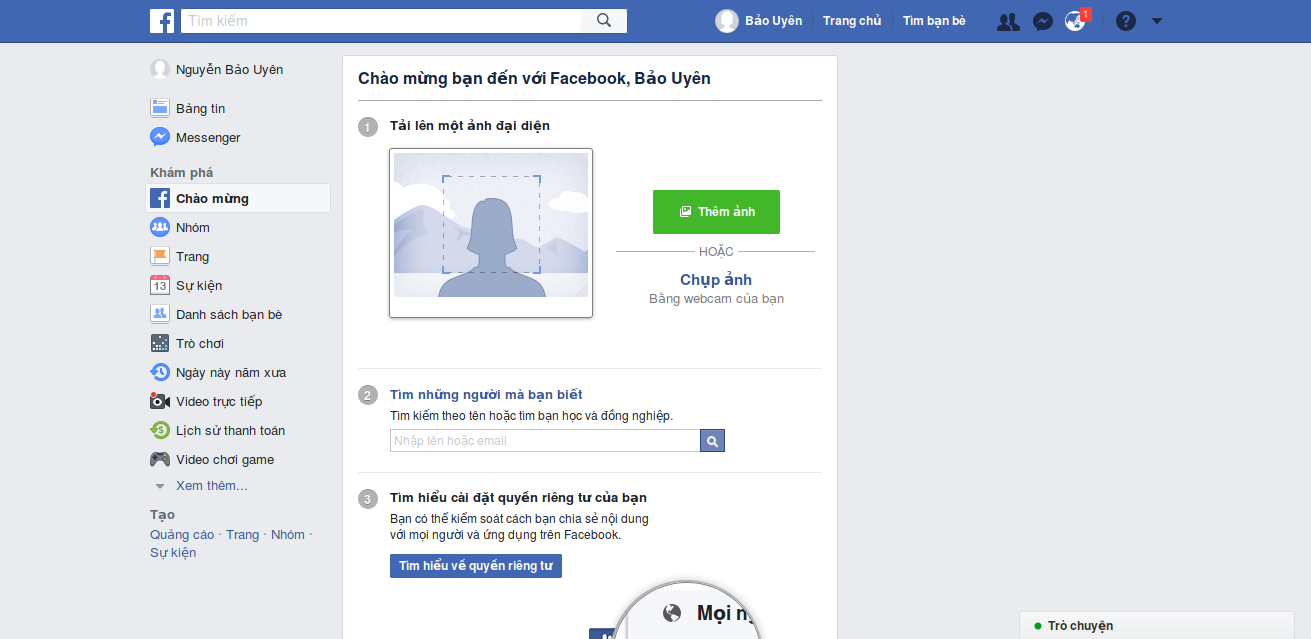 Tìm kiếm
Bảo Uyên
Trang chủ
Tìm bạn bè
1
?
Nguyễn Bảo Uyên
Bảng tin
Messenger
Khám phá
Chào mừng
Nhóm
Trang
13
Sự kiện
Danh sách bạn bè
Trò chơi
Ngày này năm xưa
Video trực tiếp
Lịch sử thanh toán
Video chơi game
Xem thêm...
Tạo
Quảng cáo · Trang · Nhóm ·
Sự kiện
Chào mừng bạn đến với Facebook, Bảo Uyên
1 Tải lên một ảnh đại diện
Thêm ảnh
HOẶC
Chụp ảnh
Bằng webcam của bạn
2 Tìm những người mà bạn biết
Tìm kiếm theo tên hoặc tìm bạn học và đồng nghiệp.
Nhập tên hoặc email
3 Tìm hiểu cài đặt quyền riêng tư của bạn
Bạn có thể kiểm soát cách bạn chia sẻ nội dung
với mọi người và ứng dụng trên Facebook.
Tìm hiểu về quyền riêng tư
Mọi
Trò chuyện